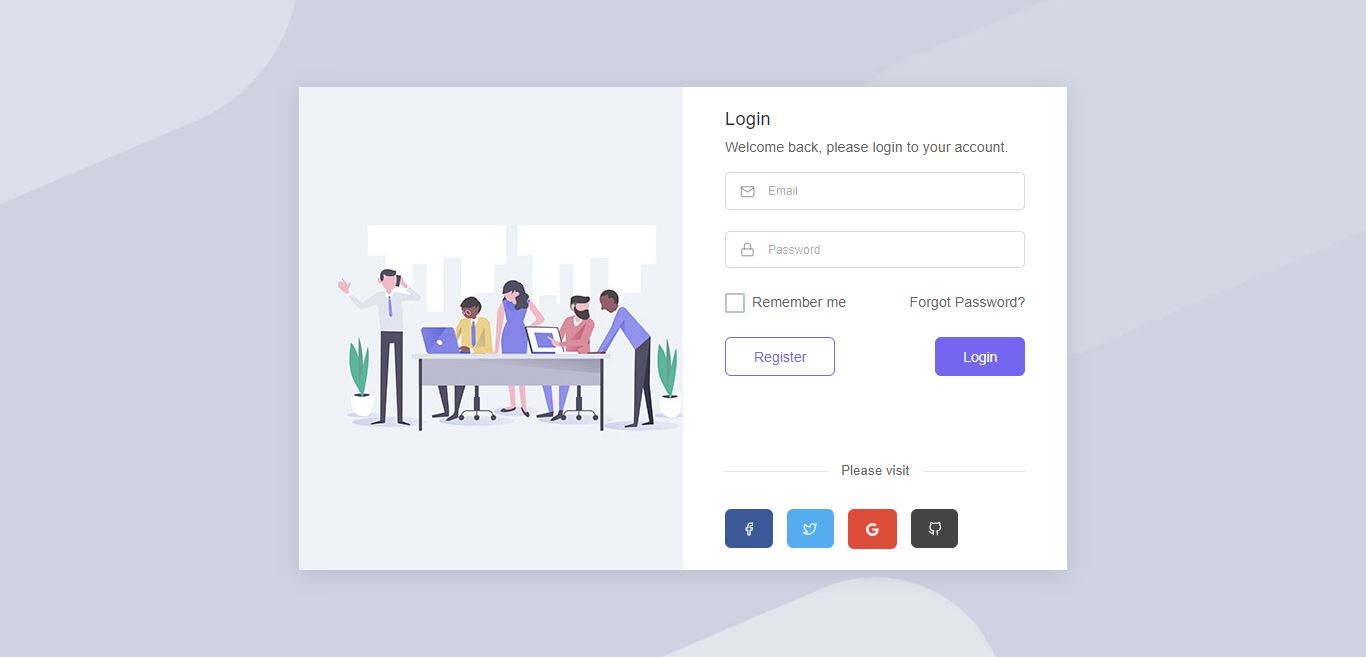 Login
Welcome back, please login to your account.
Email
Password
Remember me
Forgot Password?
Register
Login
Please visit